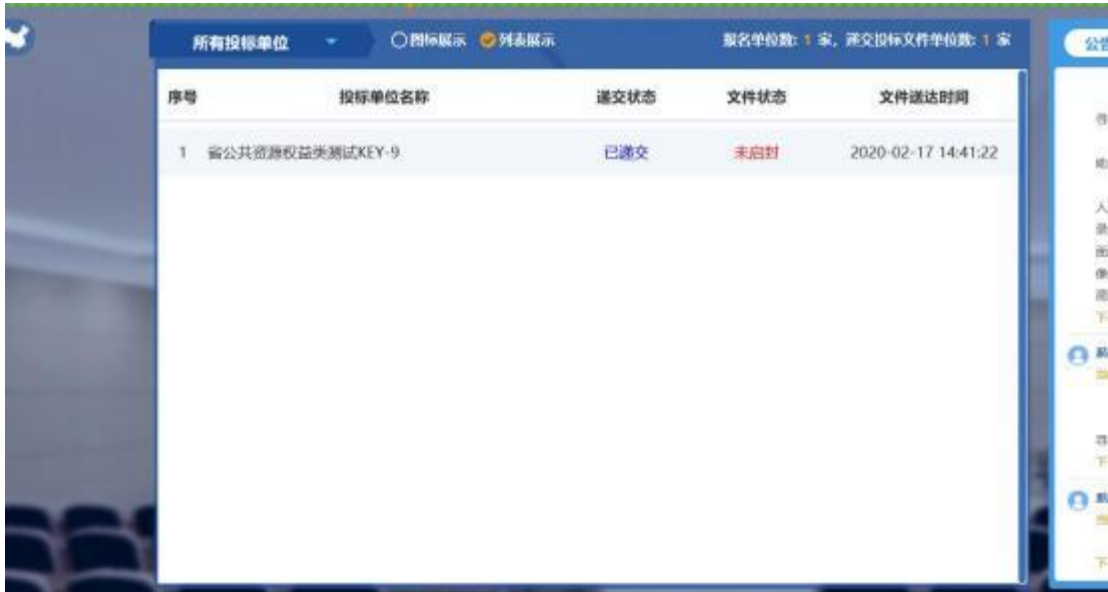 所有投标单位 图标展示 列表展示 报名单位数: 1 家, 递交投标文件单位数: 1 家
序号 投标单位名称 递交状态 文件状态 文件送达时间
1 省公共资源权益类测试KEY-9 已递交 未启封 2020-02-17 14:41:22